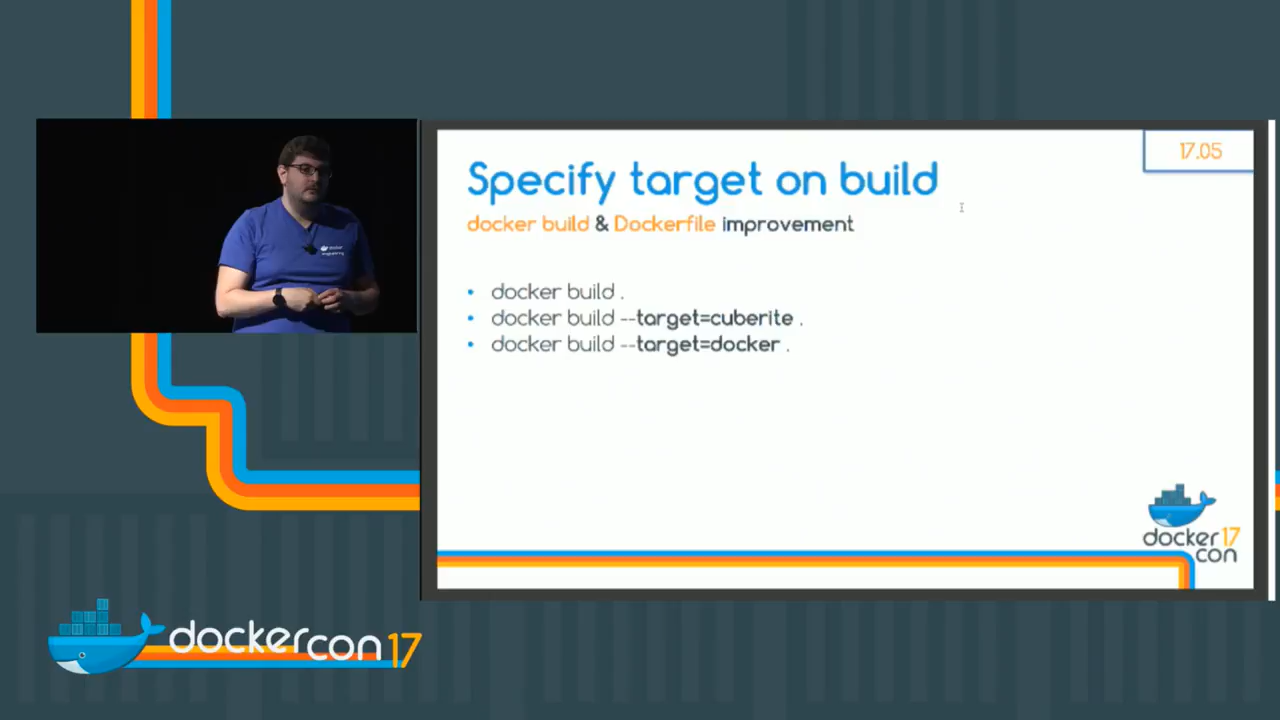 17.05
Specify target on build
docker build & Dockerfile improvement
• docker build .
• docker build --target=cuberite .
• docker build --target=docker .
docker 17
con
docker
dockercon 17